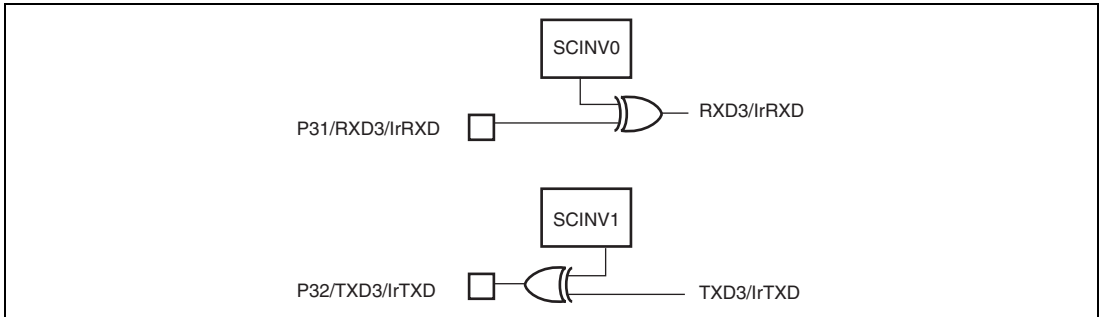 SCINV0
P31/RXD3/IrRXD
RXD3/IrRXD
SCINV1
P32/TXD3/IrTXD
TXD3/IrTXD